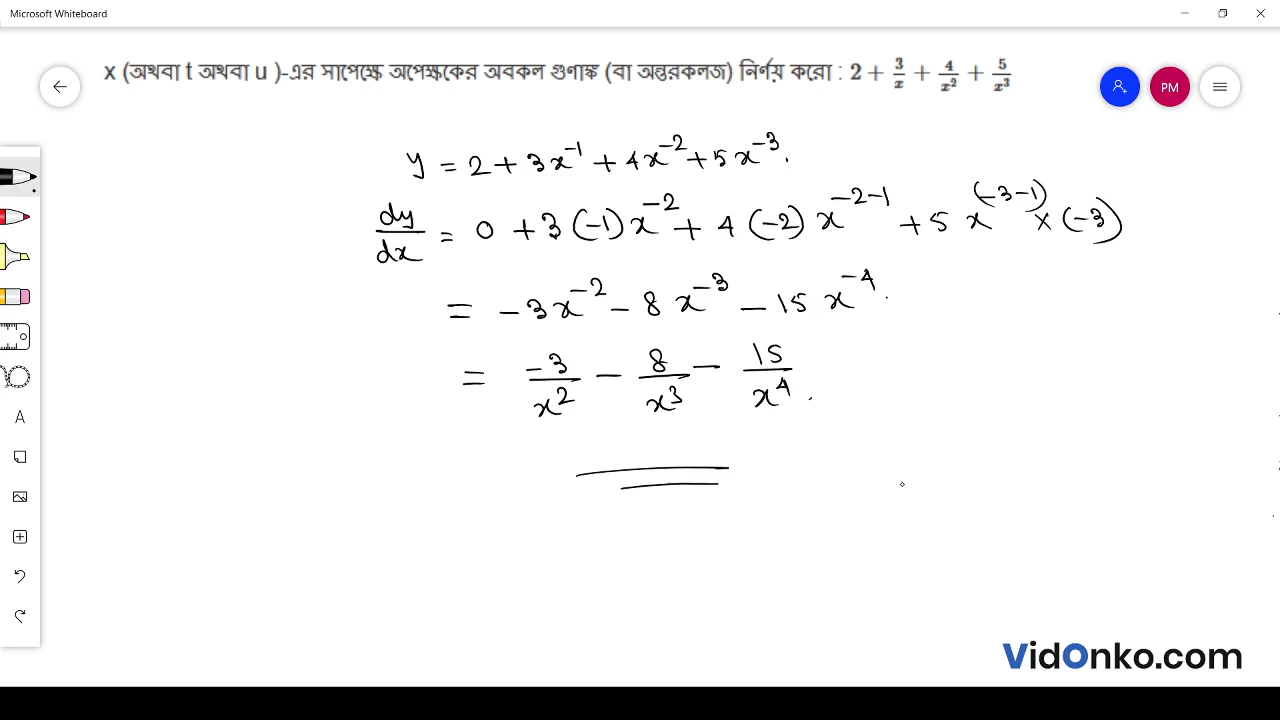 Microsoft Whiteboard
x (অথবা t অথবা u )-এর সাপেক্ষে অপেক্ষকের অবকল গুণাঙ্ক (বা অন্তরকলজ) নির্ণয় করো : 2 + 3/x + 4/x² + 5/x³
PM
y = 2 + 3x⁻¹ + 4x⁻² + 5x⁻³.
dy/dx = 0 + 3(-1)x⁻² + 4(-2)x⁻²⁻¹ + 5x⁽⁻³⁻¹⁾ × (-3)
= -3x⁻² - 8x⁻³ - 15x⁻⁴.
= -3/x² - 8/x³ - 15/x⁴.
A
VidOnko.com